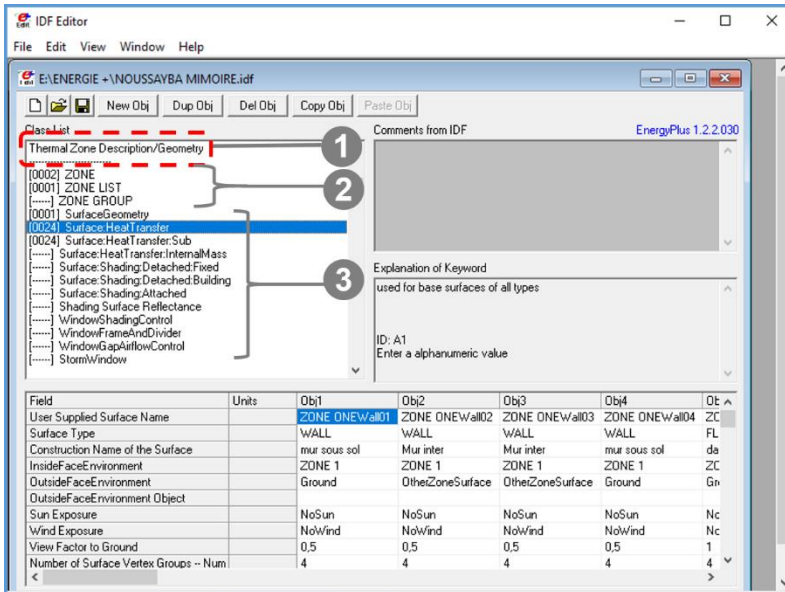 IDF Editor
File Edit View Window Help
E:\ENERGIE +\NOUSSAYBA MIMOIRE.idf
New Obj Dup Obj Del Obj Copy Obj Paste Obj
Class List
Comments from IDF EnergyPlus 1.2.2.030
Thermal Zone Description/Geometry
------------------------
[0002] ZONE
[0001] ZONE LIST
[------] ZONE GROUP
[0001] SurfaceGeometry
[0024] Surface:HeatTransfer
[0024] Surface:HeatTransfer:Sub
[------] Surface:HeatTransfer:InternalMass
[------] Surface:Shading:Detached:Fixed
[------] Surface:Shading:Detached:Building
[------] Surface:Shading:Attached
[------] Shading Surface Reflectance
[------] WindowShadingControl
[------] WindowFrameAndDivider
[------] WindowGapAirflowControl
[------] StormWindow
1
2
3
Explanation of Keyword
used for base surfaces of all types
ID: A1
Enter a alphanumeric value
Field Units Obj1 Obj2 Obj3 Obj4
User Supplied Surface Name ZONE ONEWall01 ZONE ONEWall02 ZONE ONEWall03 ZONE ONEWall04 ZC
Surface Type WALL WALL WALL WALL FL
Construction Name of the Surface mur sous sol Mur inter Mur inter mur sous sol da
InsideFaceEnvironment ZONE 1 ZONE 1 ZONE 1 ZONE 1 ZC
OutsideFaceEnvironment Ground OtherZoneSurface OtherZoneSurface Ground Gr
OutsideFaceEnvironment Object
Sun Exposure NoSun NoSun NoSun NoSun Nc
Wind Exposure NoWind NoWind NoWind NoWind Nc
View Factor to Ground 0,5 0,5 0,5 0,5 1
Number of Surface Vertex Groups -- Num 4 4 4 4 4